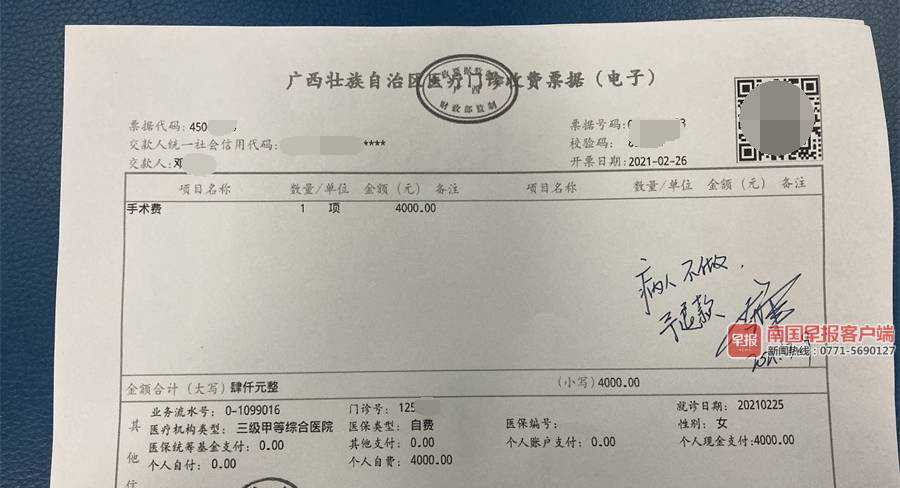 广西壮族自治区医疗门诊收费票据（电子）
财政部监制
票据代码:450
票据号码:
交款人统一社会信用代码: ****
校验码:
交款人:邓
开票日期:2021-02-26
项目名称 数量/单位 金额（元） 备注 项目名称 数量/单位 金额（元） 备注
手术费 1 项 4000.00
病人不做，
予退款
早报 南国早报客户端
新闻热线：0771-5690127
金额合计（大写）肆仟元整 （小写）4000.00
业务流水号: 0-1099016 门诊号: 125 就诊日期: 20210225
其 医疗机构类型: 三级甲等综合医院 医保类型: 自费 医保编号: 性别: 女
医保统筹基金支付: 0.00 其他支付: 0.00 个人账户支付: 0.00 个人现金支付:4000.00
他 个人自付: 0.00 个人自费: 4000.00